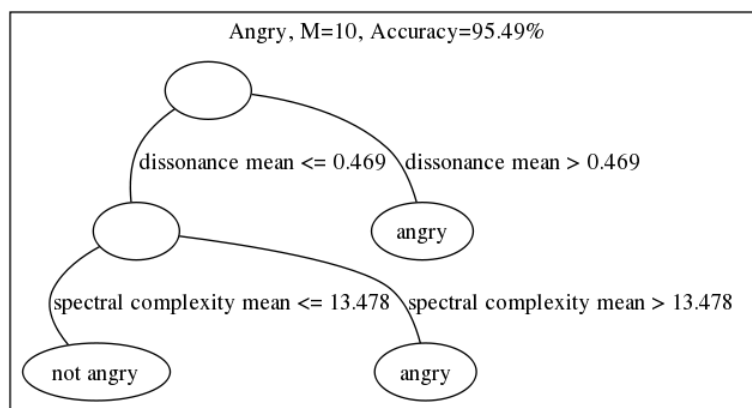 Angry, M=10, Accuracy=95.49%
dissonance mean <= 0.469
dissonance mean > 0.469
angry
spectral complexity mean <= 13.478
spectral complexity mean > 13.478
not angry
angry